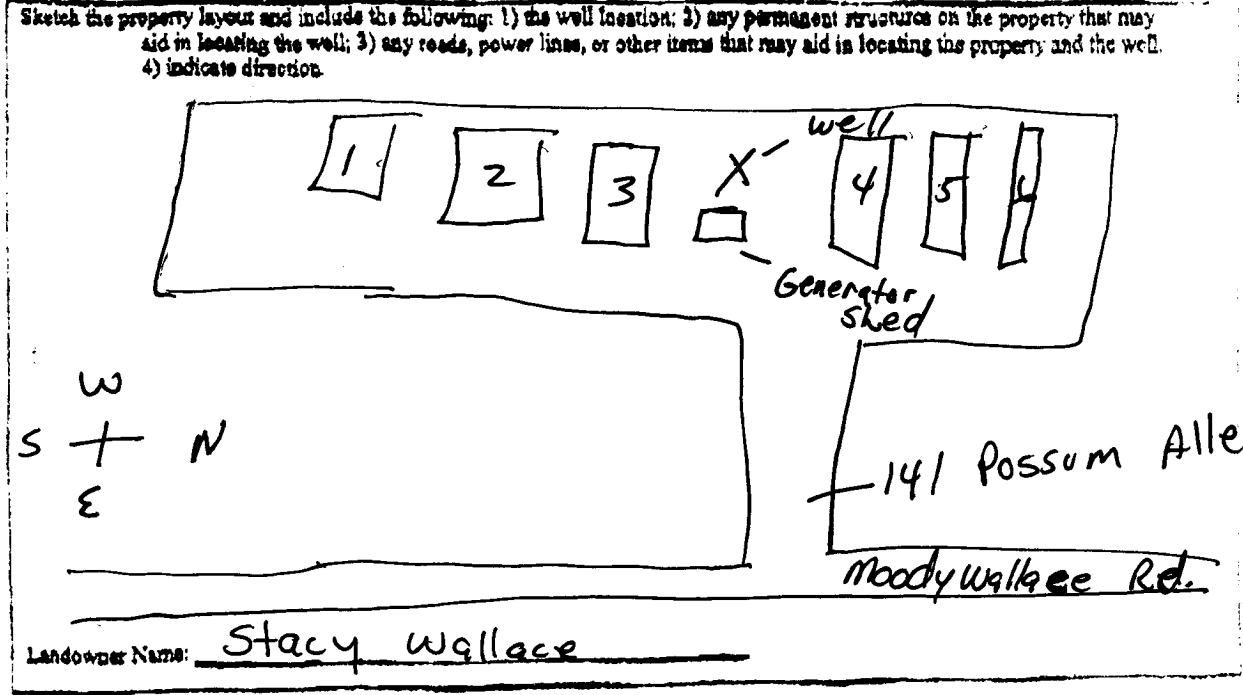 Sketch the property layout and include the following: 1) the well location; 2) any permanent structures on the property that may
aid in locating the well; 3) any roads, power lines, or other items that may aid in locating the property and the well.
4) indicate direction.
well
1 2 3 X 4 5
Generator
Shed
W
S N
E
141 Possum Alle
Moody Wallace Rd.
Landowner Name: Stacy Wallace